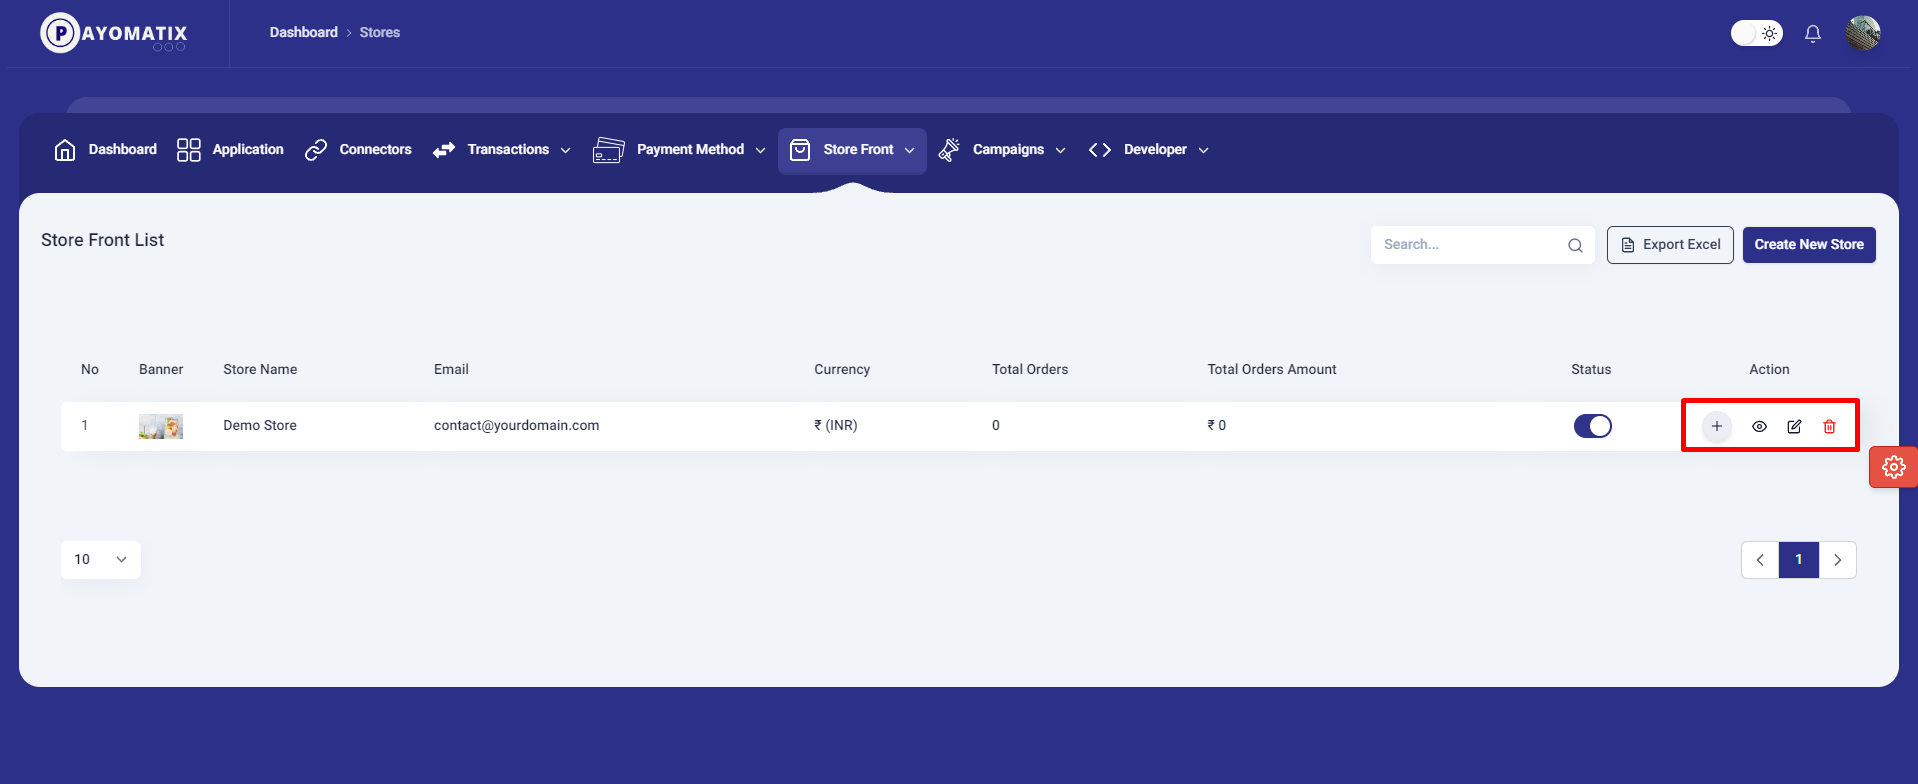 PAYOMATIX
Dashboard > Stores
Dashboard Application Connectors Transactions Payment Method Store Front Campaigns Developer
Store Front List
Search... Export Excel Create New Store
No Banner Store Name Email Currency Total Orders Total Orders Amount Status Action
1 Demo Store contact@yourdomain.com ₹ (INR) 0 ₹ 0
10 1